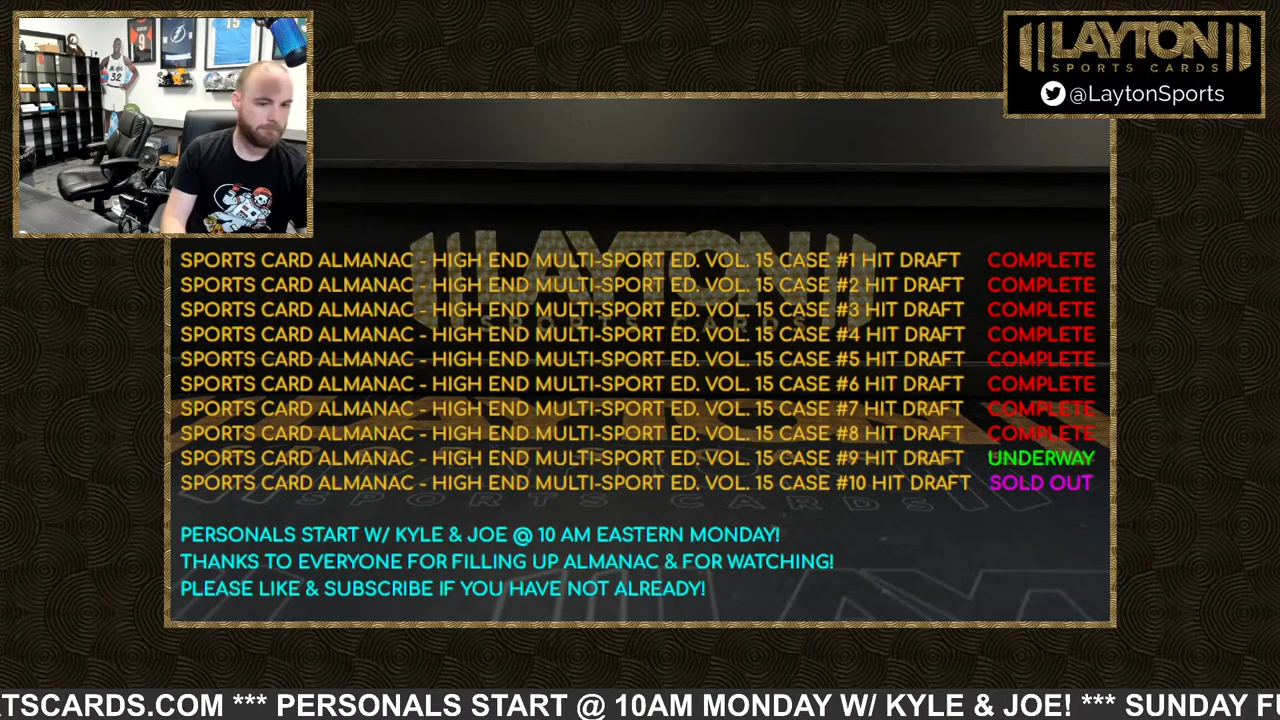 LAYTON
SPORTS CARDS
@LaytonSports
15
9
32
SPORTS CARD ALMANAC - HIGH END MULTI-SPORT ED. VOL. 15 CASE #1 HIT DRAFT COMPLETE
SPORTS CARD ALMANAC - HIGH END MULTI-SPORT ED. VOL. 15 CASE #2 HIT DRAFT COMPLETE
SPORTS CARD ALMANAC - HIGH END MULTI-SPORT ED. VOL. 15 CASE #3 HIT DRAFT COMPLETE
SPORTS CARD ALMANAC - HIGH END MULTI-SPORT ED. VOL. 15 CASE #4 HIT DRAFT COMPLETE
SPORTS CARD ALMANAC - HIGH END MULTI-SPORT ED. VOL. 15 CASE #5 HIT DRAFT COMPLETE
SPORTS CARD ALMANAC - HIGH END MULTI-SPORT ED. VOL. 15 CASE #6 HIT DRAFT COMPLETE
SPORTS CARD ALMANAC - HIGH END MULTI-SPORT ED. VOL. 15 CASE #7 HIT DRAFT COMPLETE
SPORTS CARD ALMANAC - HIGH END MULTI-SPORT ED. VOL. 15 CASE #8 HIT DRAFT COMPLETE
SPORTS CARD ALMANAC - HIGH END MULTI-SPORT ED. VOL. 15 CASE #9 HIT DRAFT UNDERWAY
SPORTS CARD ALMANAC - HIGH END MULTI-SPORT ED. VOL. 15 CASE #10 HIT DRAFT SOLD OUT
PERSONALS START W/ KYLE & JOE @ 10 AM EASTERN MONDAY!
THANKS TO EVERYONE FOR FILLING UP ALMANAC & FOR WATCHING!
PLEASE LIKE & SUBSCRIBE IF YOU HAVE NOT ALREADY!
TSCARDS.COM *** PERSONALS START @ 10AM MONDAY W/ KYLE & JOE! *** SUNDAY F